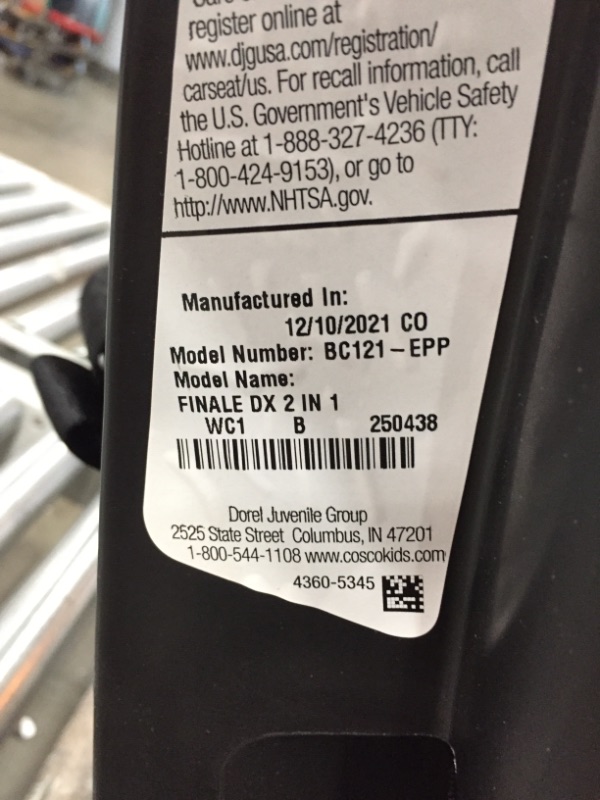 register online at
www.djgusa.com/registration/
carseat/us. For recall information, call
the U.S. Government's Vehicle Safety
Hotline at 1-888-327-4236 (TTY:
1-800-424-9153), or go to
http://www.NHTSA.gov.
Manufactured In:
12/10/2021 CO
Model Number: BC121-EPP
Model Name:
FINALE DX 2 IN 1
WC1 B 250438
Dorel Juvenile Group
2525 State Street Columbus, IN 47201
1-800-544-1108 www.coscokids.com
4360-5345